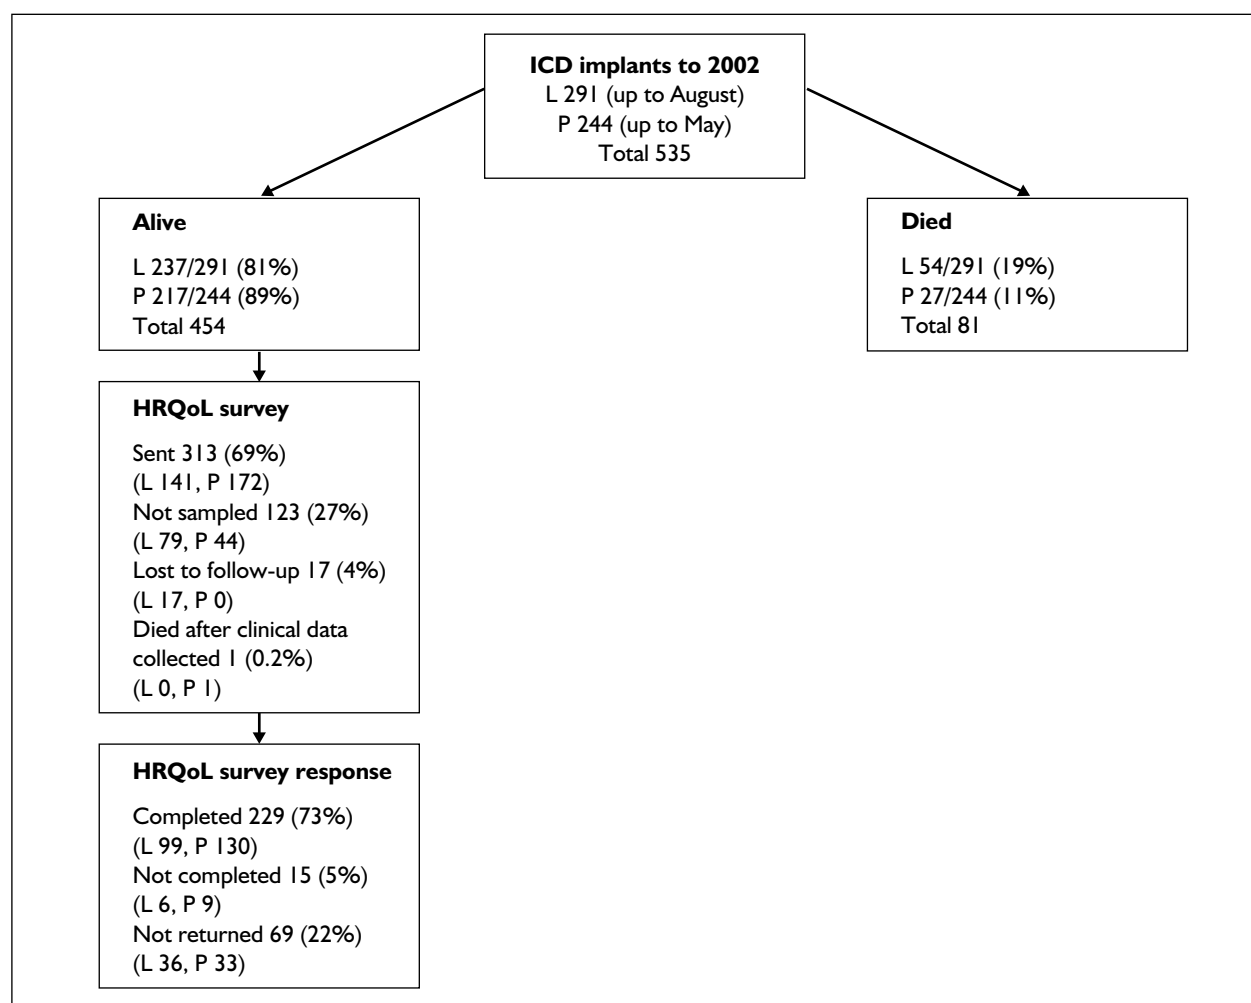 ICD implants to 2002
L 291 (up to August)
P 244 (up to May)
Total 535
Alive
L 237/291 (81%)
P 217/244 (89%)
Total 454
Died
L 54/291 (19%)
P 27/244 (11%)
Total 81
HRQoL survey
Sent 313 (69%)
(L 141, P 172)
Not sampled 123 (27%)
(L 79, P 44)
Lost to follow-up 17 (4%)
(L 17, P 0)
Died after clinical data
collected 1 (0.2%)
(L 0, P 1)
HRQoL survey response
Completed 229 (73%)
(L 99, P 130)
Not completed 15 (5%)
(L 6, P 9)
Not returned 69 (22%)
(L 36, P 33)